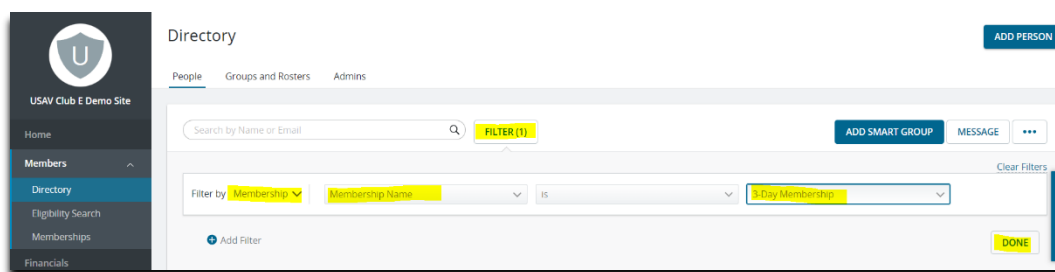 U
USAV Club E Demo Site
Home
Members
Directory
Eligibility Search
Memberships
Financials
Directory
ADD PERSON
People Groups and Rosters Admins
Search by Name or Email
FILTER (1)
ADD SMART GROUP MESSAGE •••
Clear Filters
Filter by Membership Membership Name is 3-Day Membership
Add Filter
DONE